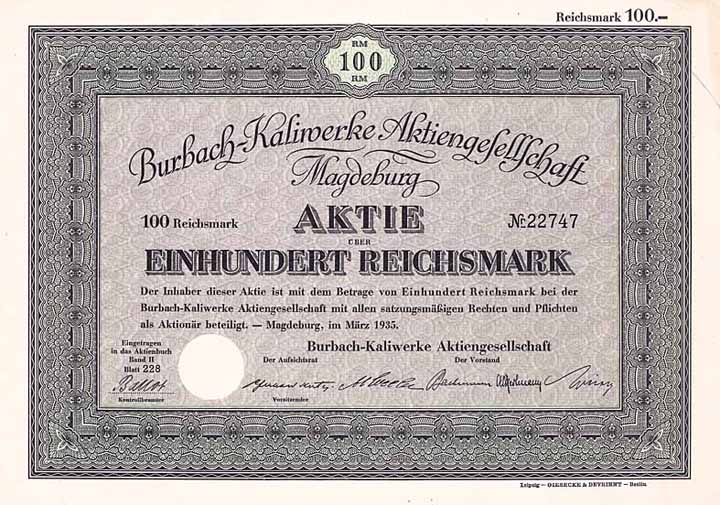 Reichsmark 100.–
RM
100
RM
Burbach-Kaliwerke Aktiengesellschaft
Magdeburg
100 Reichsmark AKTIE № 22747
ÜBER
EINHUNDERT REICHSMARK
Der Inhaber dieser Aktie ist mit dem Betrage von Einhundert Reichsmark bei der
Burbach-Kaliwerke Aktiengesellschaft mit allen satzungsmäßigen Rechten und Pflichten
als Aktionär beteiligt. — Magdeburg, im März 1935.
Eingetragen
in das Aktienbuch
Band II
Blatt 228
Kontrollbeamter
Burbach-Kaliwerke Aktiengesellschaft
Der Aufsichtsrat Der Vorstand
Vorsitzender
Leipzig — GIESECKE & DEVRIENT — Berlin